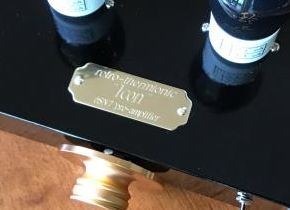 retro-thermionic
Icon
6SN7 pre-amplifier